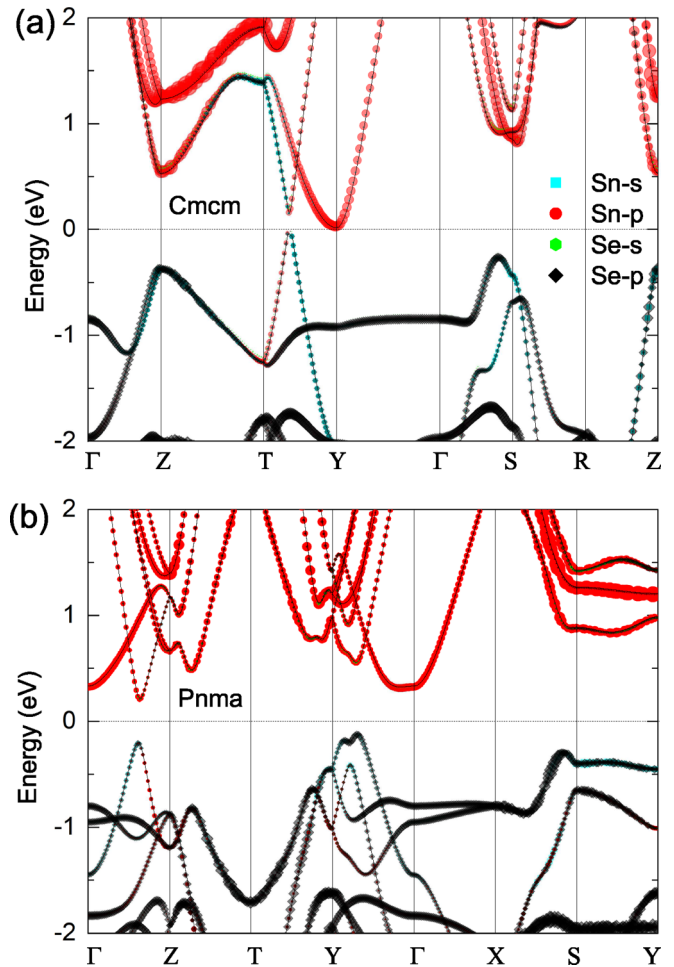 (a)
2
1
0
-1
-2
Energy (eV)
Cmcm
Sn-s
Sn-p
Se-s
Se-p
Γ Z T Y Γ S R Z
(b)
2
1
0
-1
-2
Energy (eV)
Pnma
Γ Z T Y Γ X S Y